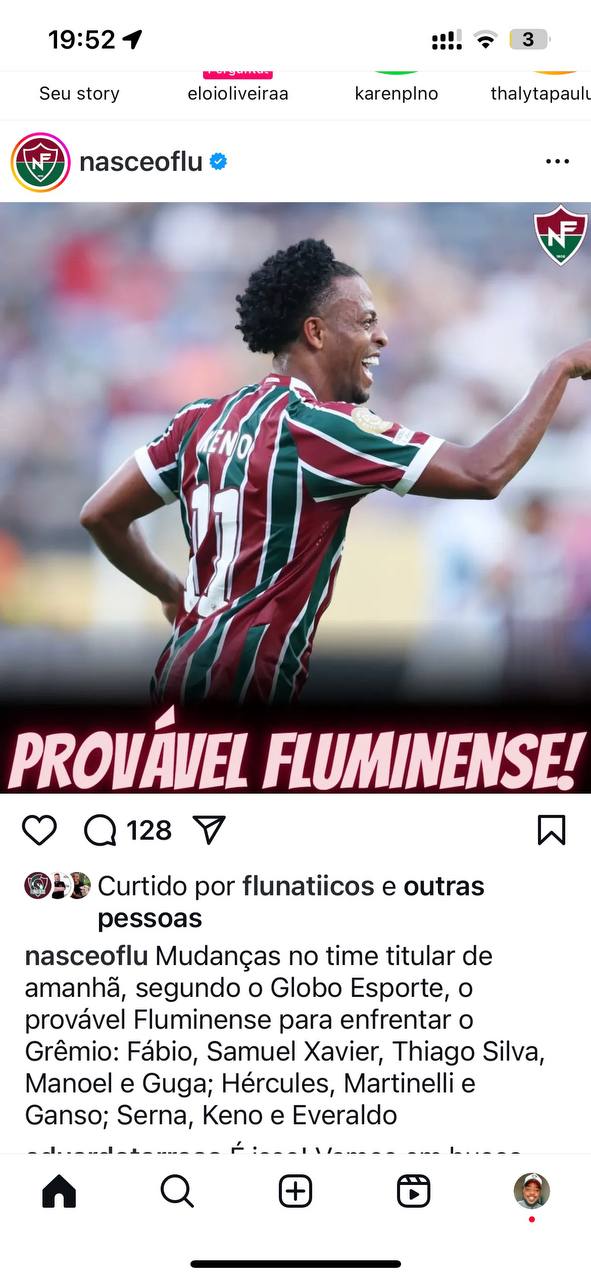 19:52
3
Seu story
eloioliveiraa
karenplno
thalytapaulu
nasceoflu
NF
KENO
11
PROVÁVEL FLUMINENSE!
128
Curtido por flunatiicos e outras
pessoas
nasceoflu Mudanças no time titular de
amanhã, segundo o Globo Esporte, o
provável Fluminense para enfrentar o
Grêmio: Fábio, Samuel Xavier, Thiago Silva,
Manoel e Guga; Hércules, Martinelli e
Ganso; Serna, Keno e Everaldo